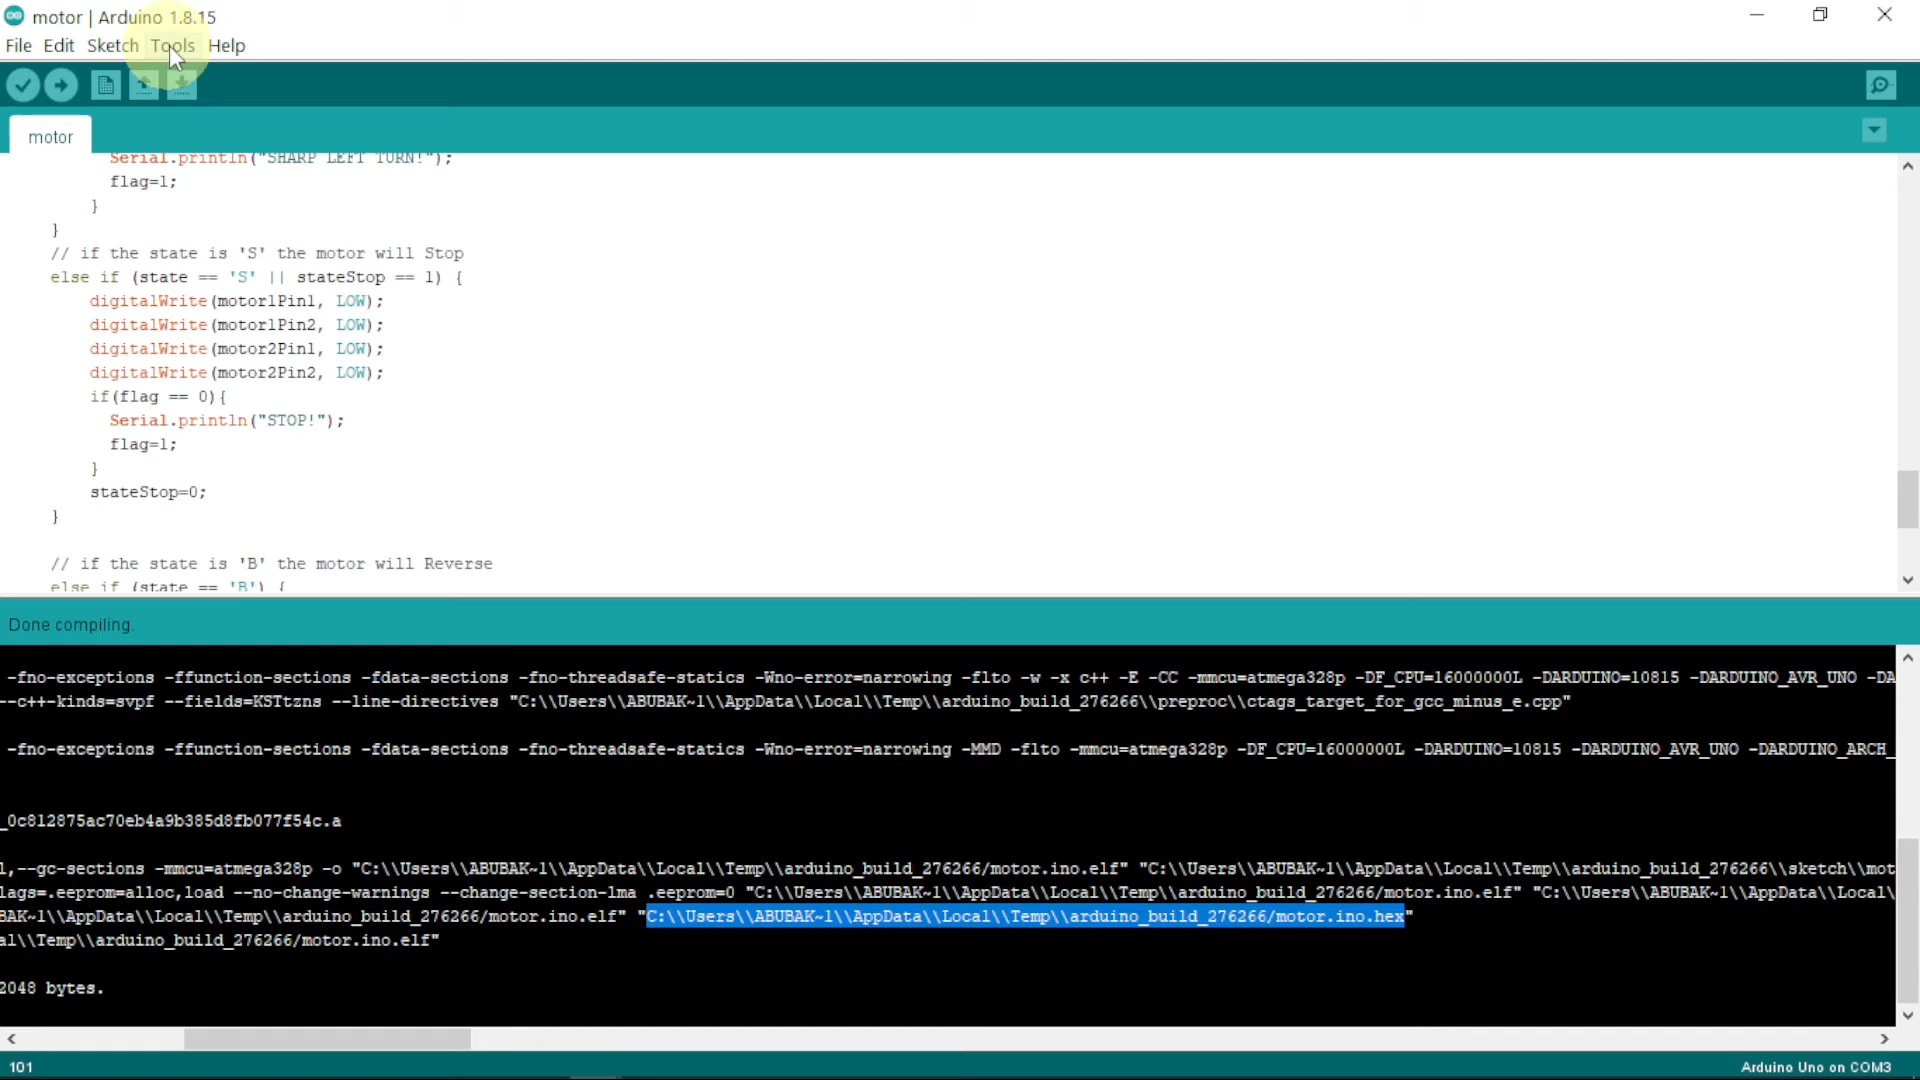 motor | Arduino 1.8.15
File Edit Sketch Tools Help
motor
Serial.println("SHARP LEFT TURN!");
flag=1;
}
}
// if the state is 'S' the motor will Stop
else if (state == 'S' || stateStop == 1) {
digitalWrite(motor1Pin1, LOW);
digitalWrite(motor1Pin2, LOW);
digitalWrite(motor2Pin1, LOW);
digitalWrite(motor2Pin2, LOW);
if(flag == 0){
Serial.println("STOP!");
flag=1;
}
stateStop=0;
}
// if the state is 'B' the motor will Reverse
else if (state == 'B') {
Done compiling.
-fno-exceptions -ffunction-sections -fdata-sections -fno-threadsafe-statics -Wno-error=narrowing -flto -w -x c++ -E -CC -mmcu=atmega328p -DF_CPU=16000000L -DARDUINO=10815 -DARDUINO_AVR_UNO -DA
--c++-kinds=svpf --fields=KSTtzns --line-directives "C:\\Users\\ABUBAK~1\\AppData\\Local\\Temp\\arduino_build_276266\\preproc\\ctags_target_for_gcc_minus_e.cpp"
-fno-exceptions -ffunction-sections -fdata-sections -fno-threadsafe-statics -Wno-error=narrowing -MMD -flto -mmcu=atmega328p -DF_CPU=16000000L -DARDUINO=10815 -DARDUINO_AVR_UNO -DARDUINO_ARCH_
_0c812875ac70eb4a9b385d8fb077f54c.a
l,--gc-sections -mmcu=atmega328p -o "C:\\Users\\ABUBAK~1\\AppData\\Local\\Temp\\arduino_build_276266/motor.ino.elf" "C:\\Users\\ABUBAK~1\\AppData\\Local\\Temp\\arduino_build_276266\\sketch\\mot
lags=.eeprom=alloc,load --no-change-warnings --change-section-lma .eeprom=0 "C:\\Users\\ABUBAK~1\\AppData\\Local\\Temp\\arduino_build_276266/motor.ino.elf" "C:\\Users\\ABUBAK~1\\AppData\\Local\
BAK~1\\AppData\\Local\\Temp\\arduino_build_276266/motor.ino.elf" "C:\\Users\\ABUBAK~1\\AppData\\Local\\Temp\\arduino_build_276266/motor.ino.hex"
al\\Temp\\arduino_build_276266/motor.ino.elf"
2048 bytes.
101
Arduino Uno on COM3